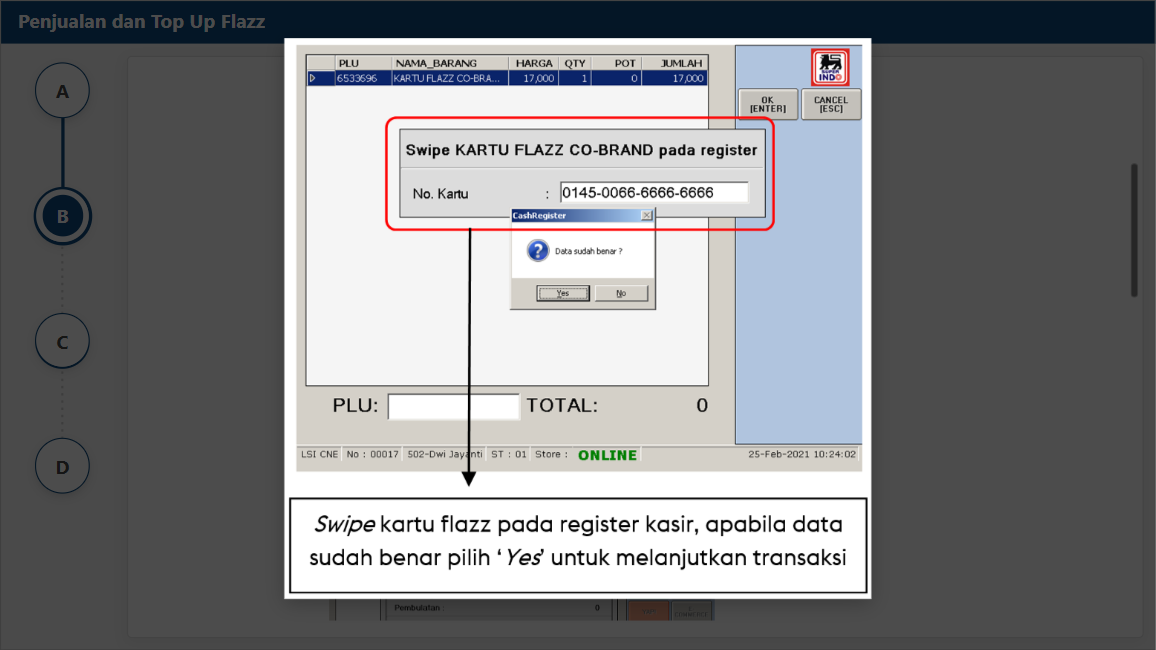 Penjualan dan Top Up Flazz
A
B
C
D
PLU NAMA_BARANG HARGA QTY POT JUMLAH
6533696 KARTU FLAZZ CO-BRA... 17,000 1 0 17,000
SUPER
INDO
OK
[ENTER]
CANCEL
[ESC]
Swipe KARTU FLAZZ CO-BRAND pada register
No. Kartu : 0145-0066-6666-6666
CashRegister
Data sudah benar ?
Yes No
PLU: TOTAL: 0
LSI CNE No : 00017 502-Dwi Jayanti ST : 01 Store : ONLINE 25-Feb-2021 10:24:02
Swipe kartu flazz pada register kasir, apabila data
sudah benar pilih ‘Yes’ untuk melanjutkan transaksi
Pembulatan : 0